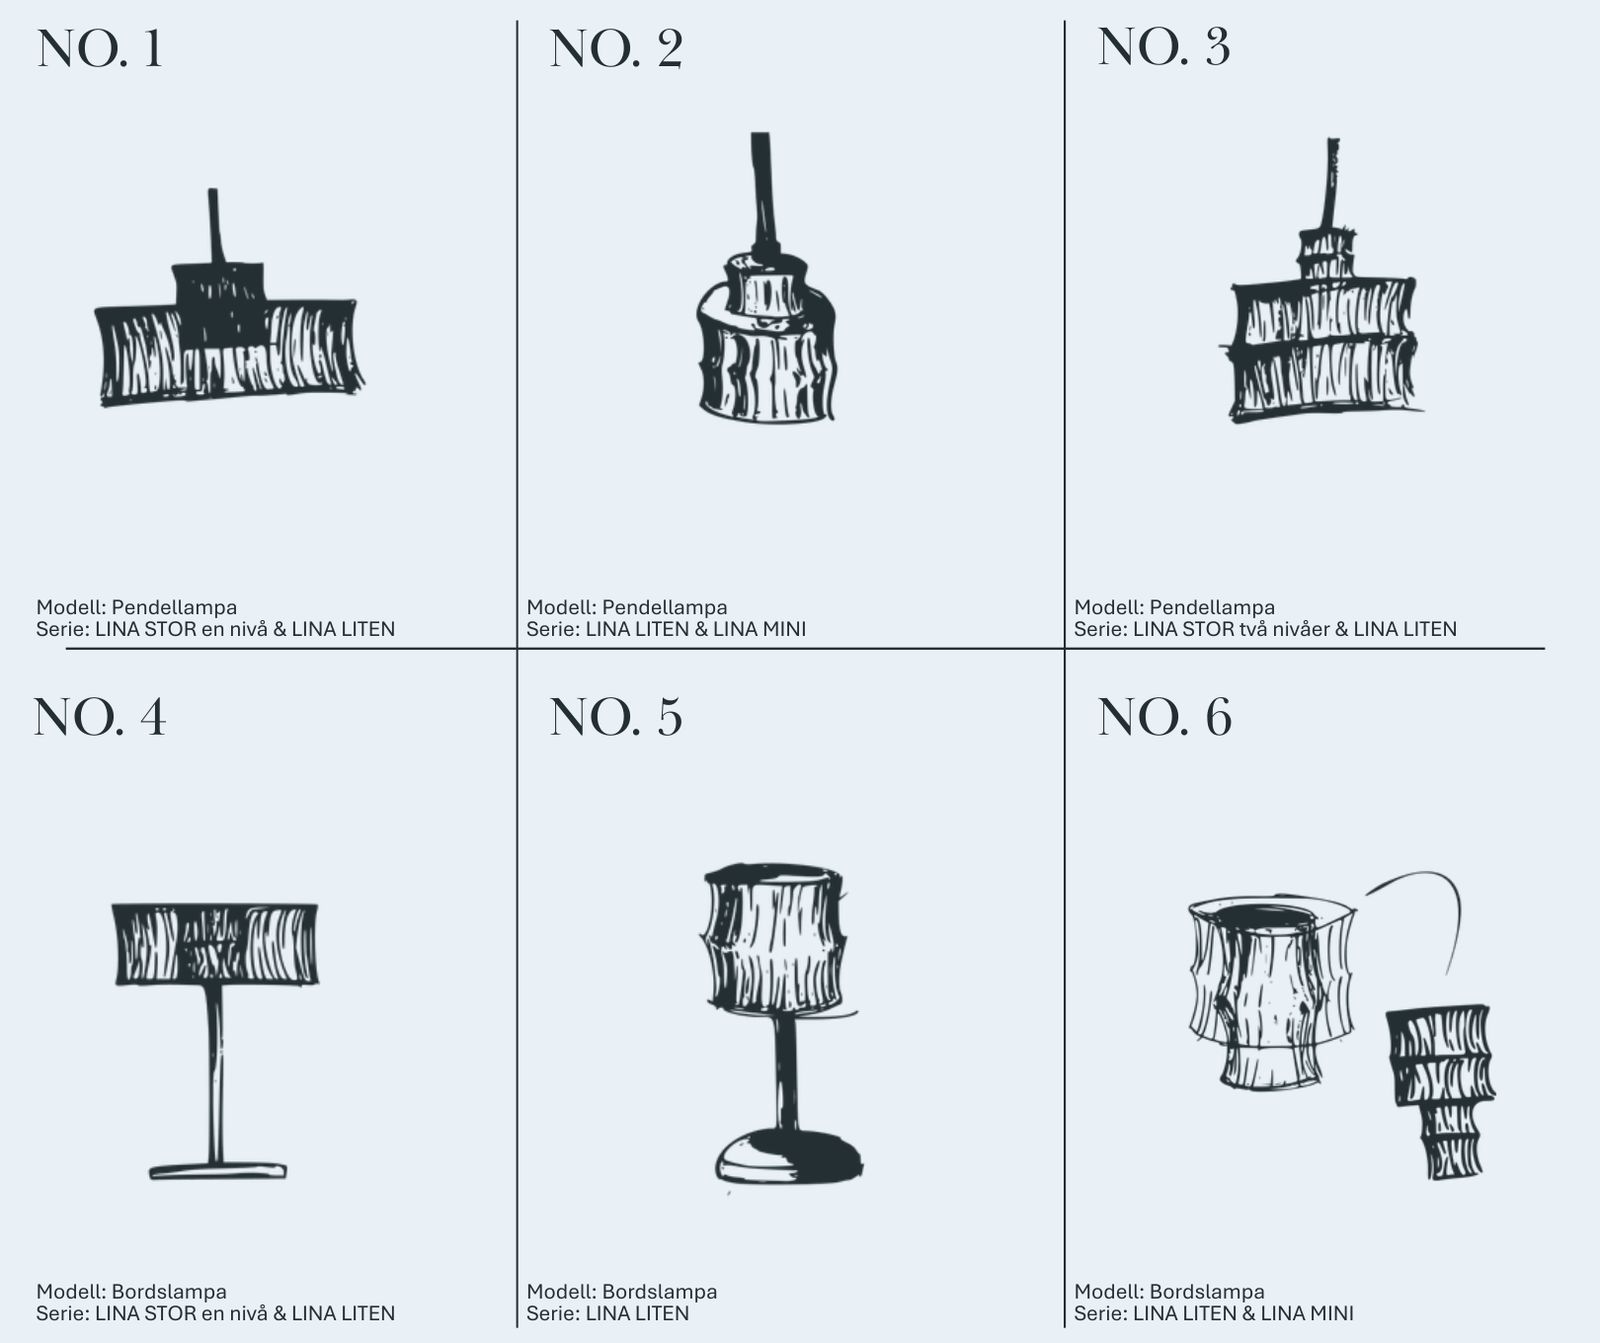 NO. 1
NO. 2
NO. 3
Modell: Pendellampa
Serie: LINA STOR en nivå & LINA LITEN
Modell: Pendellampa
Serie: LINA LITEN & LINA MINI
Modell: Pendellampa
Serie: LINA STOR två nivåer & LINA LITEN
NO. 4
NO. 5
NO. 6
Modell: Bordslampa
Serie: LINA STOR en nivå & LINA LITEN
Modell: Bordslampa
Serie: LINA LITEN
Modell: Bordslampa
Serie: LINA LITEN & LINA MINI